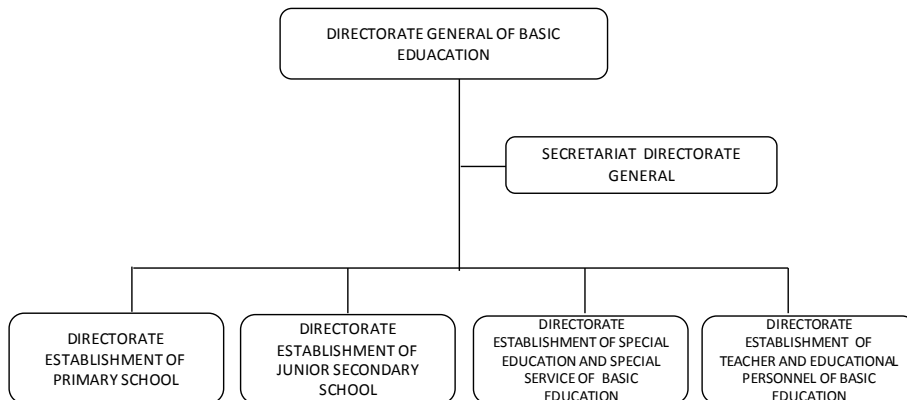 DIRECTORATE GENERAL OF BASIC
EDUACATION
SECRETARIAT DIRECTORATE
GENERAL
DIRECTORATE
ESTABLISHMENT OF
PRIMARY SCHOOL
DIRECTORATE
ESTABLISHMENT OF
JUNIOR SECONDARY
SCHOOL
DIRECTORATE
ESTABLISHMENT OF SPECIAL
EDUCATION AND SPECIAL
SERVICE OF BASIC
EDUCATION
DIRECTORATE
ESTABLISHMENT OF
TEACHER AND EDUCATIONAL
PERSONNEL OF BASIC
EDUCATION